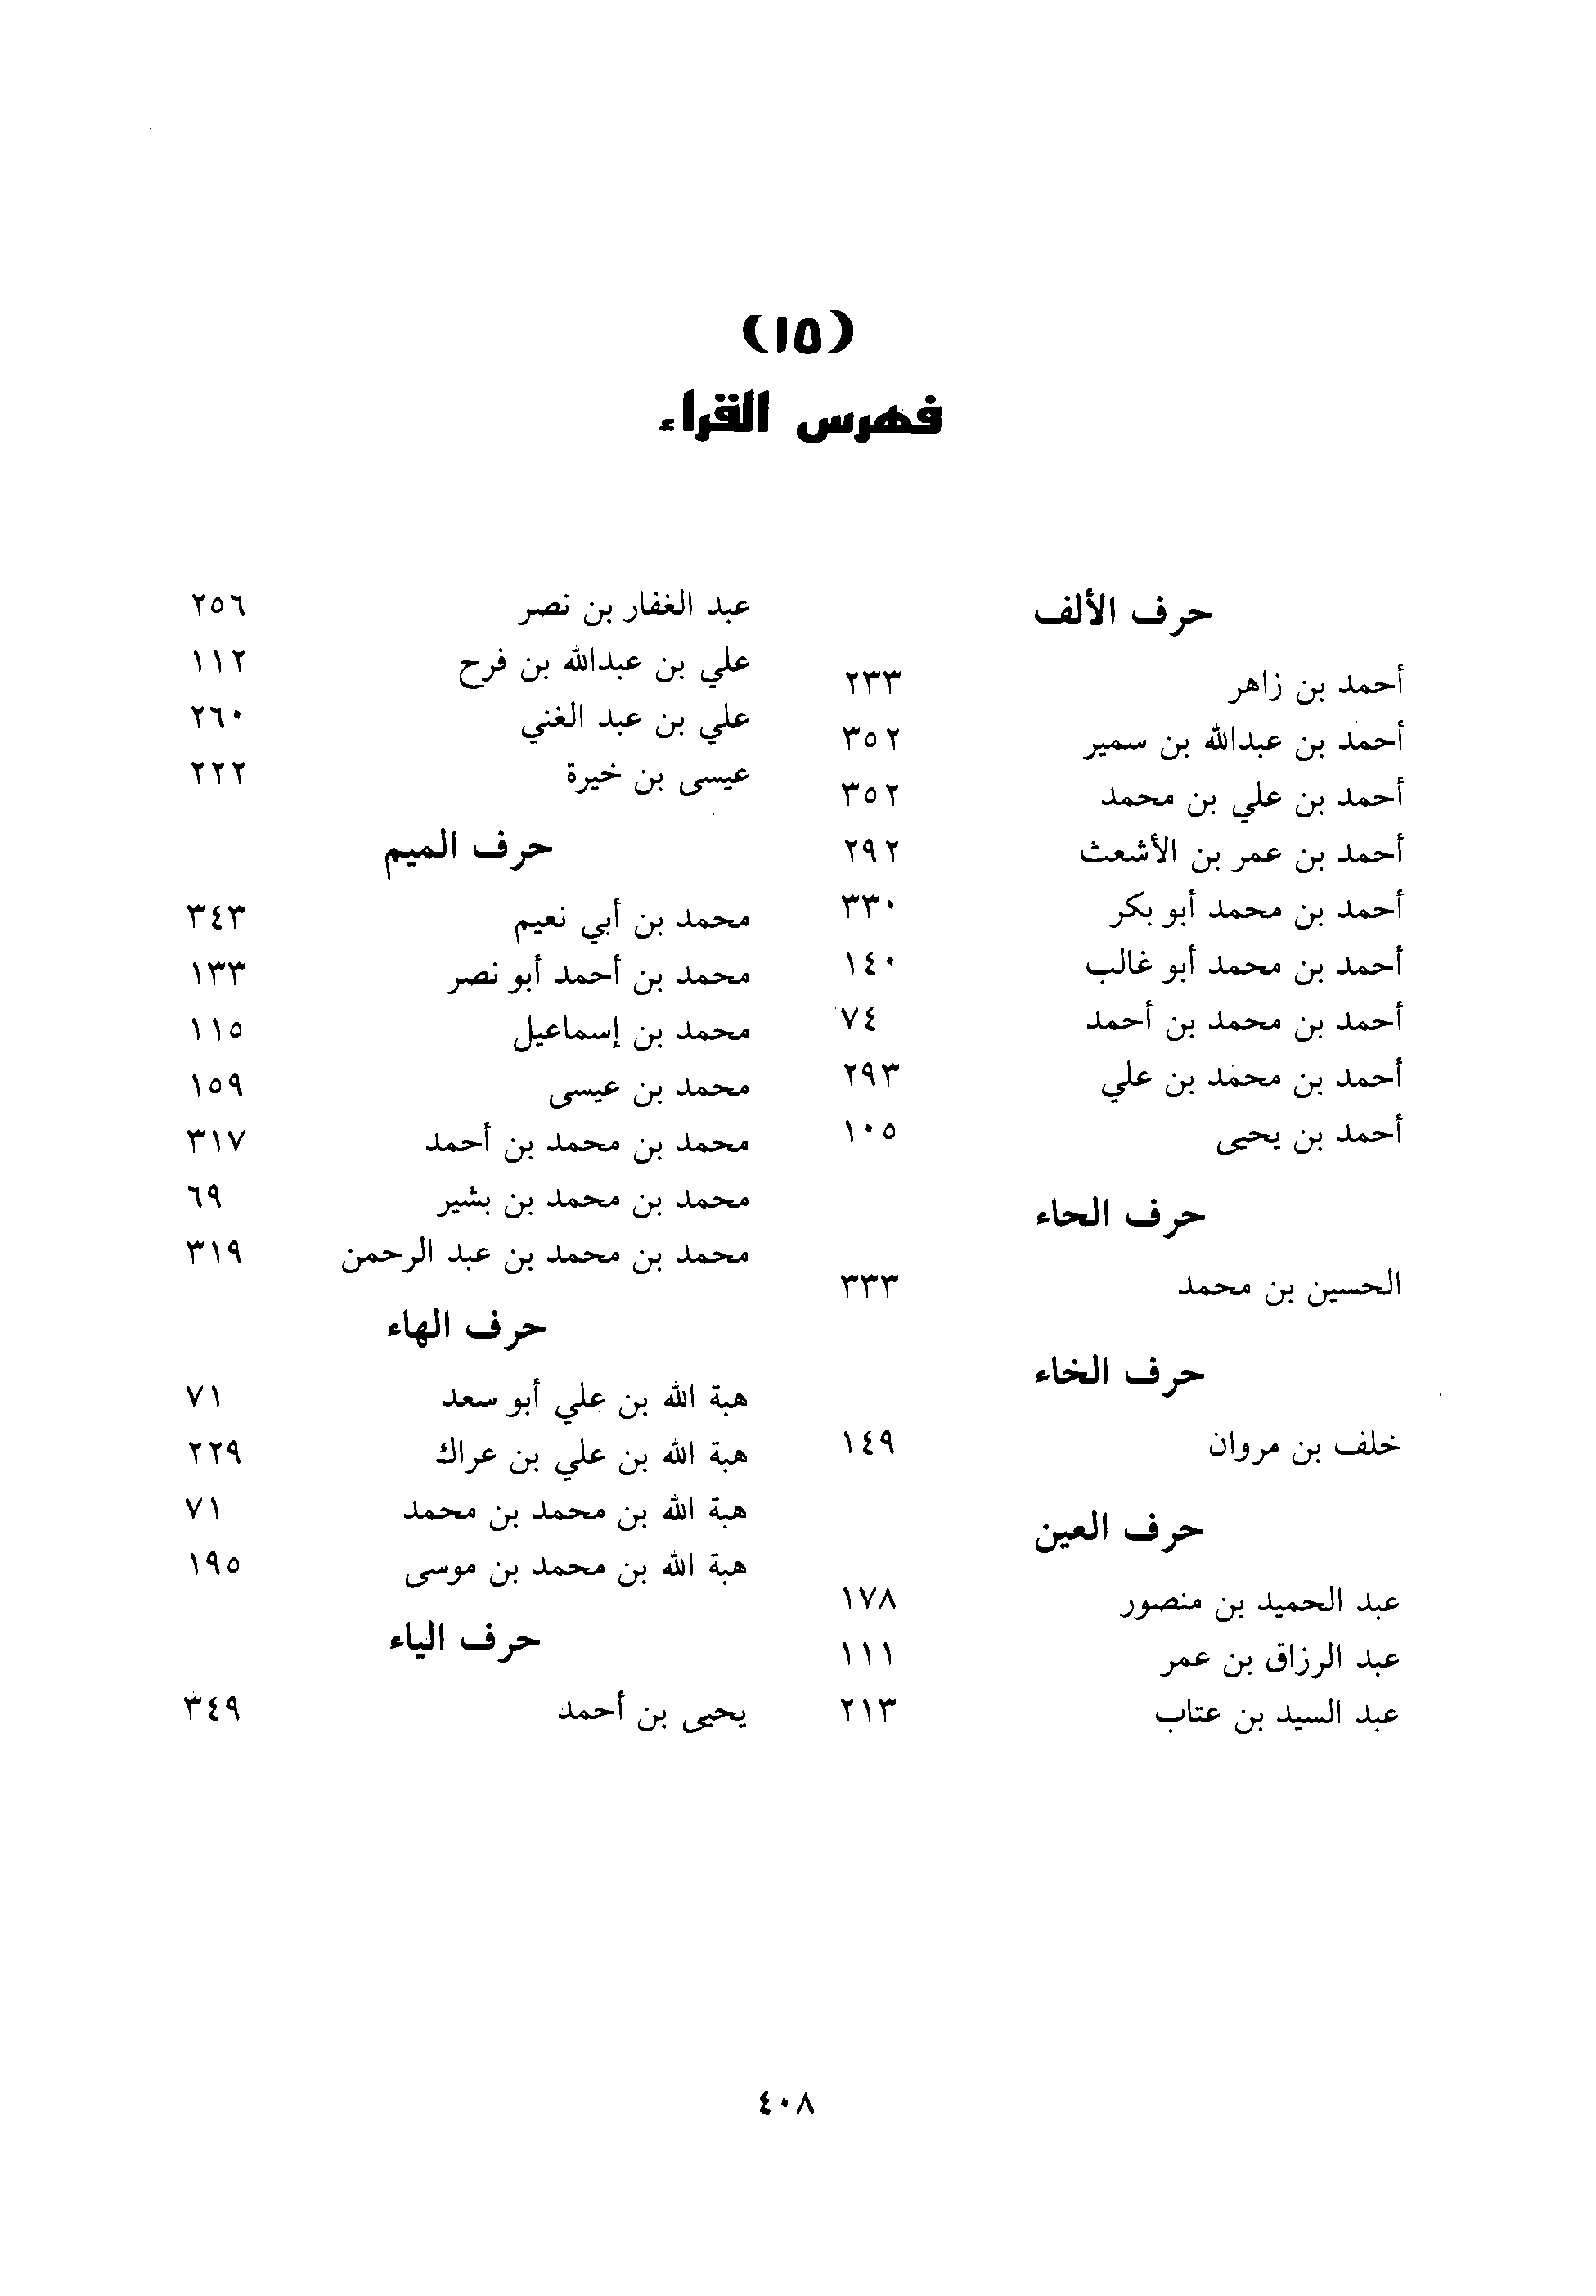 (١٥)
فهرس القراء
حرف الألف
أحمد بن زاهر ٢٣٣
أحمد بن عبدالله بن سمير ٣٥٢
أحمد بن علي بن محمد ٣٥٢
أحمد بن عمر بن الأشعث ٢٩٢
أحمد بن محمد أبو بكر ٣٣٠
أحمد بن محمد أبو غالب ١٤٠
أحمد بن محمد بن أحمد ٧٤
أحمد بن محمد بن علي ٢٩٣
أحمد بن يحيى ١٠٥
حرف الحاء
الحسين بن محمد ٣٣٣
حرف الخاء
خلف بن مروان ١٤٩
حرف العين
عبد الحميد بن منصور ١٧٨
عبد الرزاق بن عمر ١١١
عبد السيد بن عتاب ٢١٣
عبد الغفار بن نصر ٢٥٦
علي بن عبدالله بن فرح ١١٢
علي بن عبد الغني ٢٦٠
عيسى بن خيرة ٢٢٢
حرف الميم
محمد بن أبي نعيم ٣٤٣
محمد بن أحمد أبو نصر ١٣٣
محمد بن إسماعيل ١١٥
محمد بن عيسى ١٥٩
محمد بن محمد بن أحمد ٣١٧
محمد بن محمد بن بشير ٦٩
محمد بن محمد بن عبد الرحمن ٣١٩
حرف الهاء
هبة الله بن علي أبو سعد ٧١
هبة الله بن علي بن عراك ٢٢٩
هبة الله بن محمد بن محمد ٧١
هبة الله بن محمد بن موسى ١٩٥
حرف الياء
يحيى بن أحمد ٣٤٩
٤٠٨